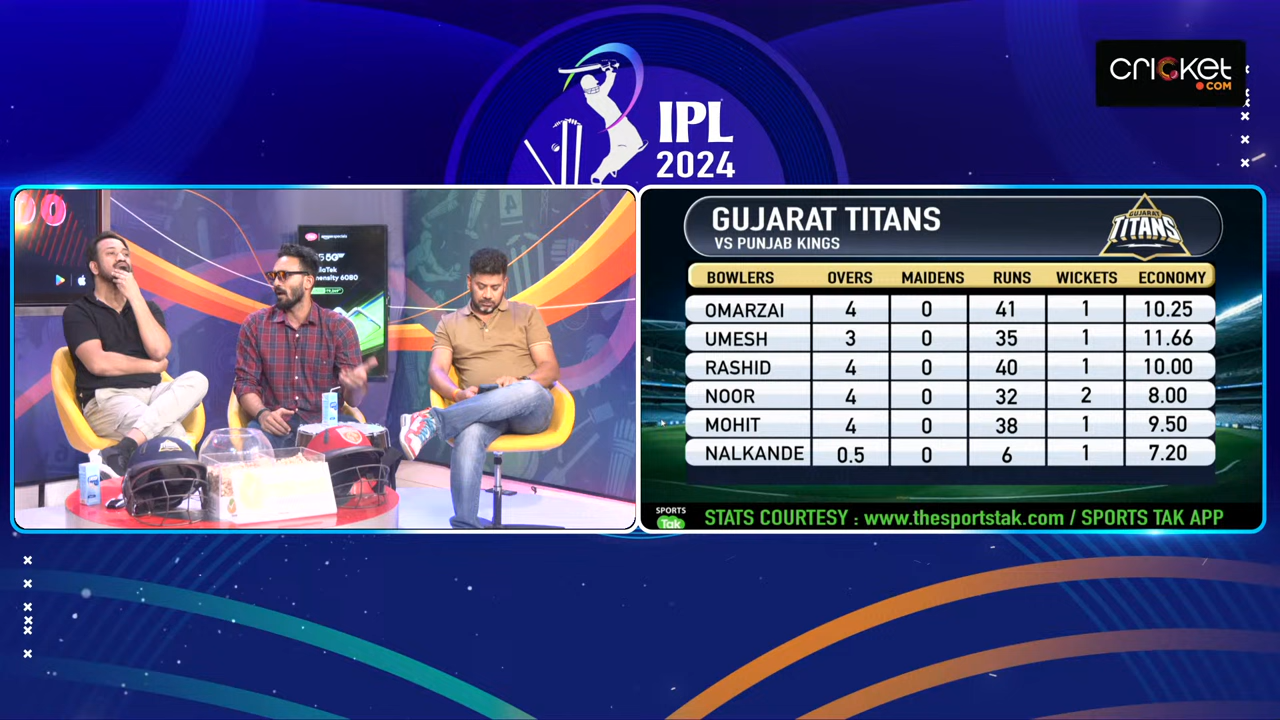 cricket
.COM
IPL
2024
GUJARAT TITANS
VS PUNJAB KINGS
GUJARAT
TITANS
BOWLERS OVERS MAIDENS RUNS WICKETS ECONOMY
OMARZAI 4 0 41 1 10.25
UMESH 3 0 35 1 11.66
RASHID 4 0 40 1 10.00
NOOR 4 0 32 2 8.00
MOHIT 4 0 38 1 9.50
NALKANDE 0.5 0 6 1 7.20
SPORTS
Tak
STATS COURTESY : www.thesportstak.com / SPORTS TAK APP